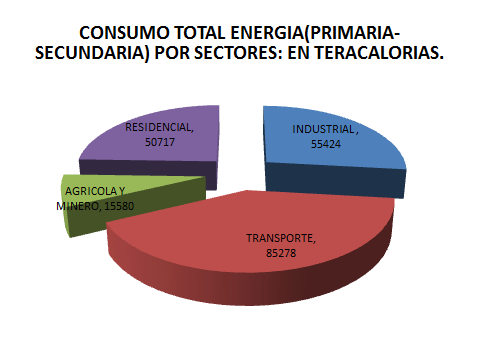 CONSUMO TOTAL ENERGIA(PRIMARIA-
SECUNDARIA) POR SECTORES: EN TERACALORIAS.
RESIDENCIAL,
50717
INDUSTRIAL ,
55424
AGRICOLA Y
MINERO, 15580
TRANSPORTE,
85278